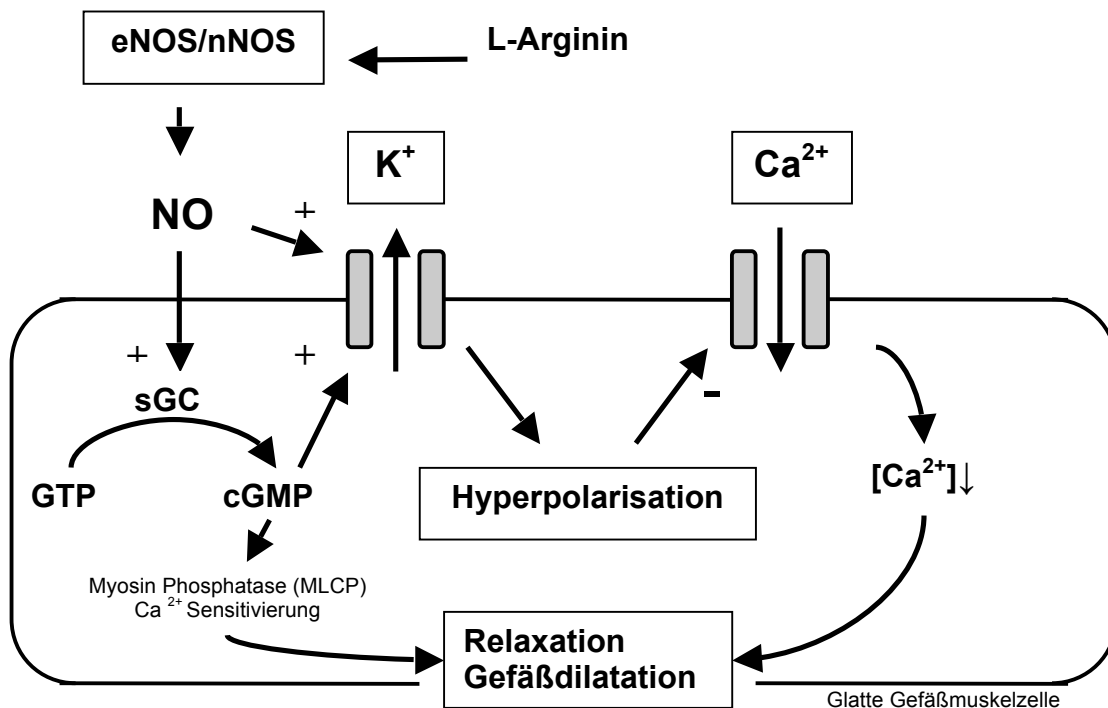 eNOS/nNOS
L-Arginin
K+
Ca2+
NO
+
+
+
sGC
-
GTP
cGMP
Hyperpolarisation
[Ca2+]↓
Myosin Phosphatase (MLCP)
Ca 2+ Sensitivierung
Relaxation
Gefäßdilatation
Glatte Gefäßmuskelzelle